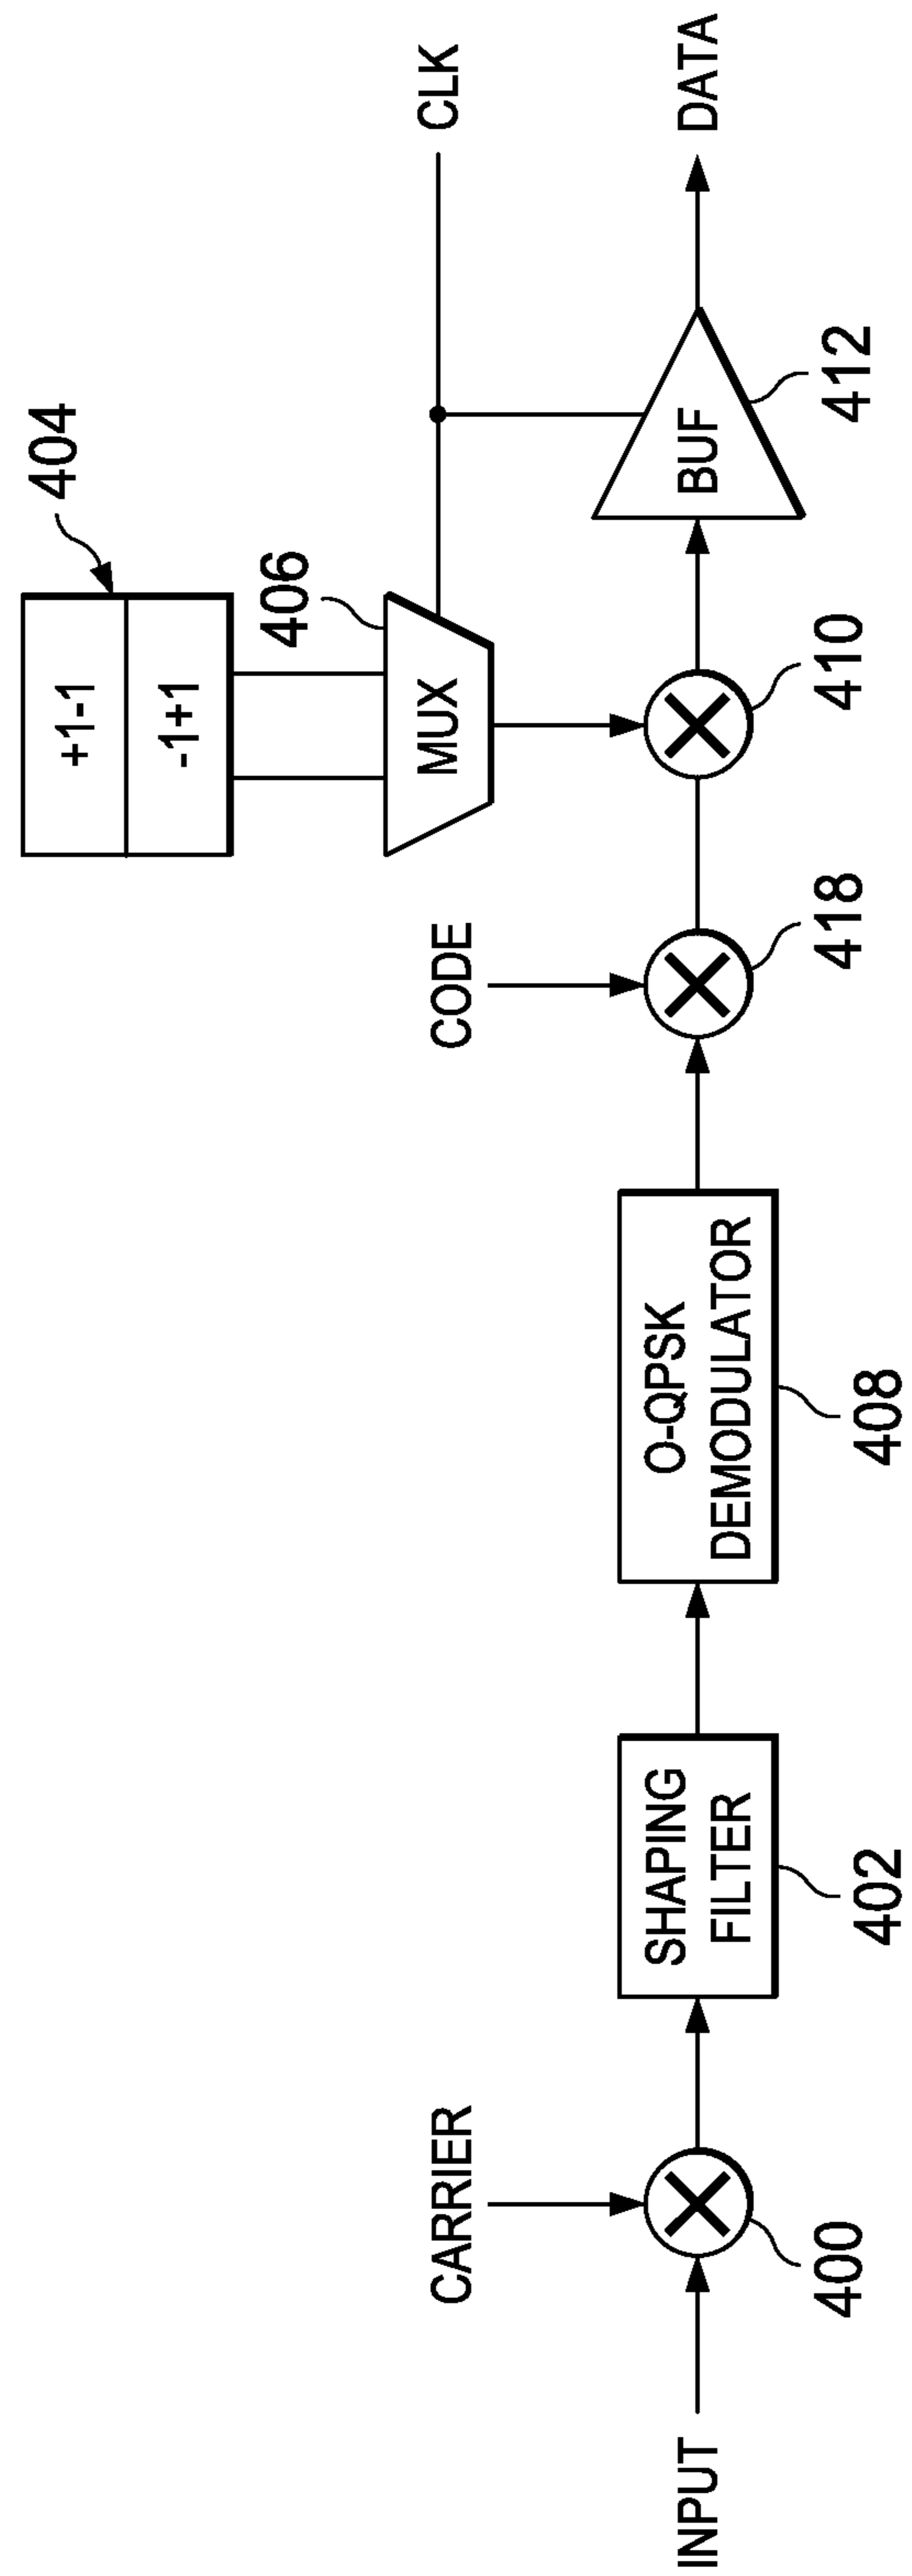 404
+1-1
-1+1
406
MUX
CLK
CARRIER
CODE
INPUT
400
SHAPING
FILTER
402
O-QPSK
DEMODULATOR
408
418
410
BUF
412
DATA